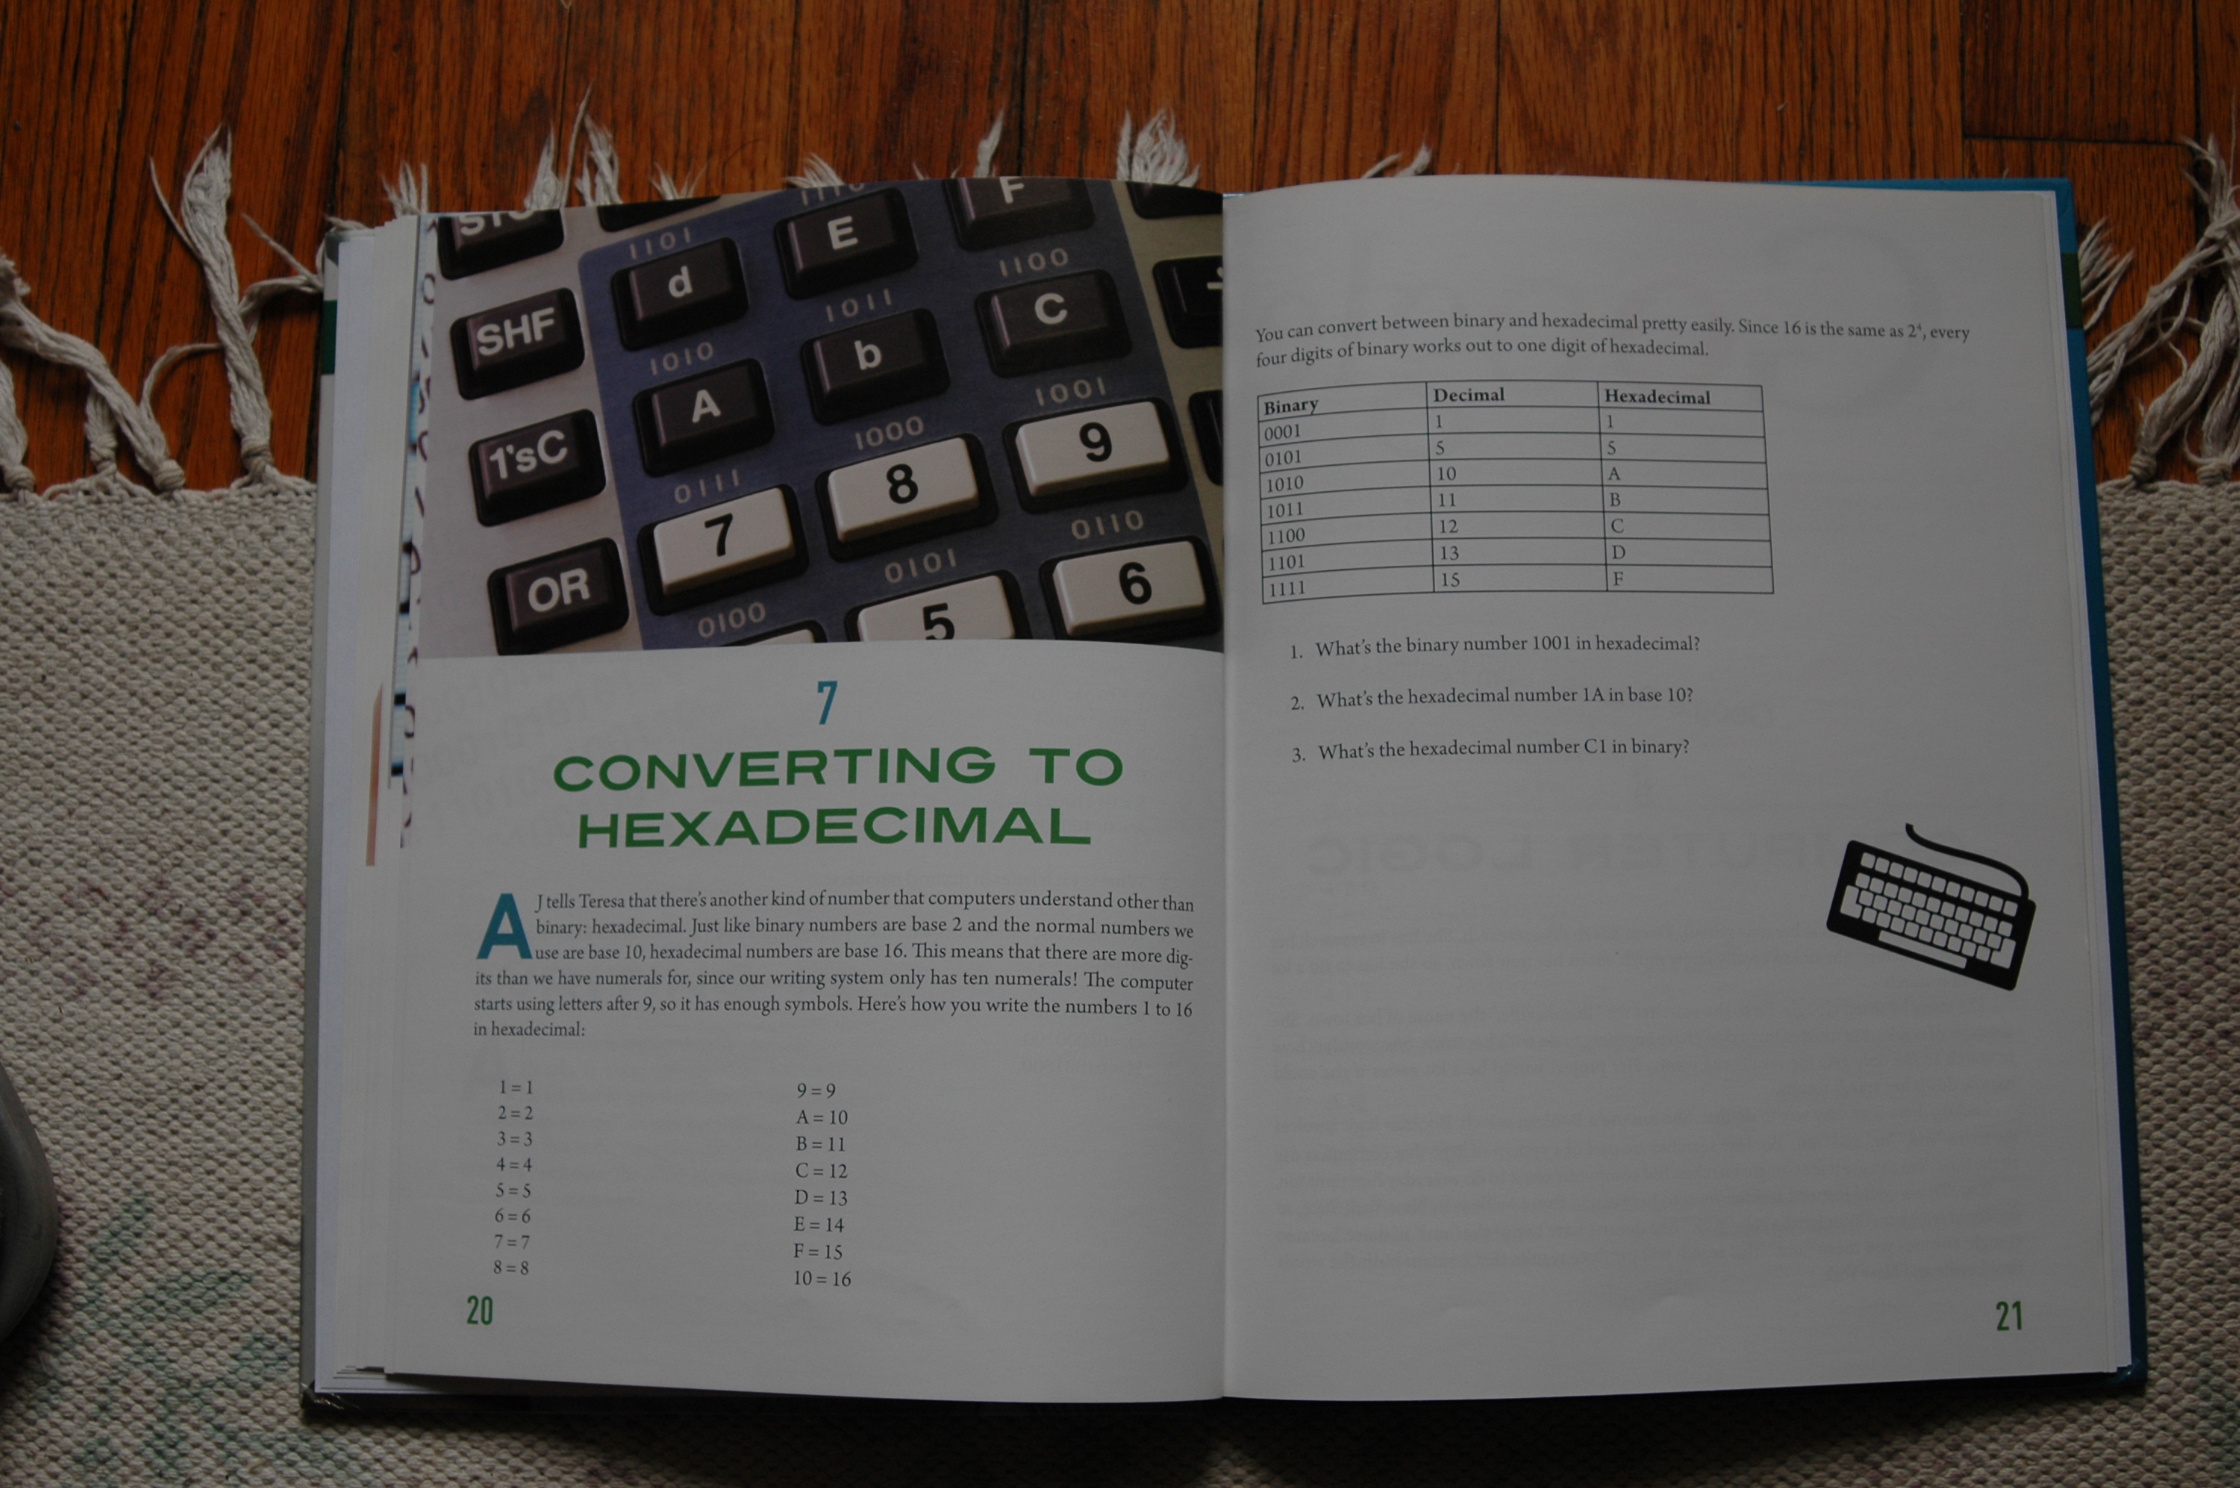 1101
d
1110
E
F
SHF
1010
A
1011
b
1100
C
1'sC
0111
7
1000
8
1001
9
OR
0100
0101
5
0110
6
7
CONVERTING TO
HEXADECIMAL
AJ tells Teresa that there's another kind of number that computers understand other than
binary: hexadecimal. Just like binary numbers are base 2 and the normal numbers we
use are base 10, hexadecimal numbers are base 16. This means that there are more dig-
its than we have numerals for, since our writing system only has ten numerals! The computer
starts using letters after 9, so it has enough symbols. Here's how you write the numbers 1 to 16
in hexadecimal:
1 = 1
2 = 2
3 = 3
4 = 4
5 = 5
6 = 6
7 = 7
8 = 8
9 = 9
A = 10
B = 11
C = 12
D = 13
E = 14
F = 15
10 = 16
20
You can convert between binary and hexadecimal pretty easily. Since 16 is the same as 2⁴, every
four digits of binary works out to one digit of hexadecimal.
Binary Decimal Hexadecimal
0001 1 1
0101 5 5
1010 10 A
1011 11 B
1100 12 C
1101 13 D
1111 15 F
1. What's the binary number 1001 in hexadecimal?
2. What's the hexadecimal number 1A in base 10?
3. What's the hexadecimal number C1 in binary?
21